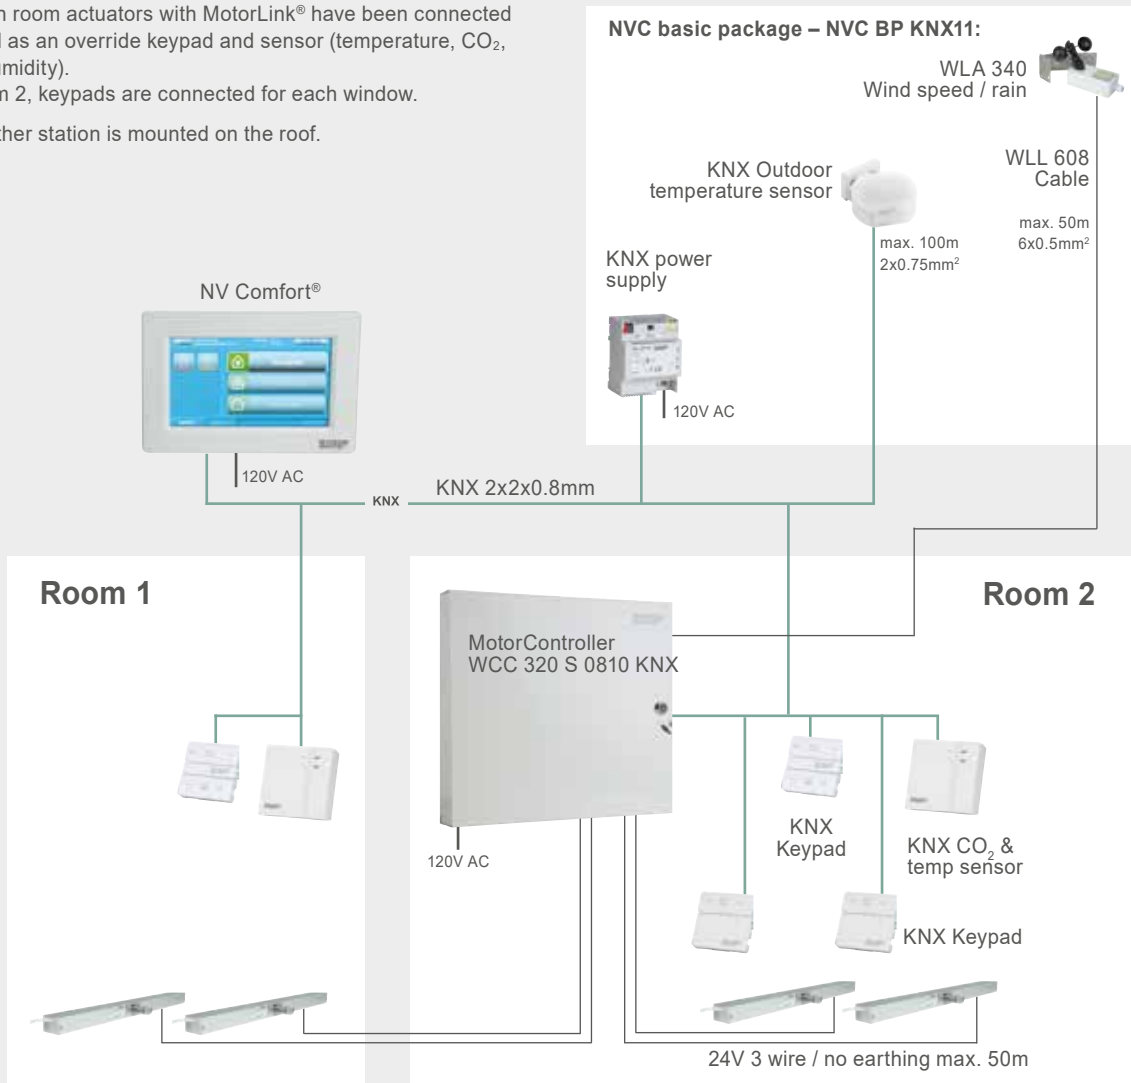 room actuators with MotorLink® have been connected
as an override keypad and sensor (temperature, CO₂,
2, keypads are connected for each window.
station is mounted on the roof.
NVC basic package – NVC BP KNX11:
WLA 340
Wind speed / rain
WLL 608
Cable
max. 50m
6x0.5mm²
KNX Outdoor
temperature sensor
max. 100m
2x0.75mm²
KNX power
supply
120V AC
NV Comfort®
120V AC
KNX
KNX 2x2x0.8mm
Room 1
Room 2
MotorController
WCC 320 S 0810 KNX
120V AC
KNX
Keypad
KNX CO₂ &
temp sensor
KNX Keypad
24V 3 wire / no earthing max. 50m